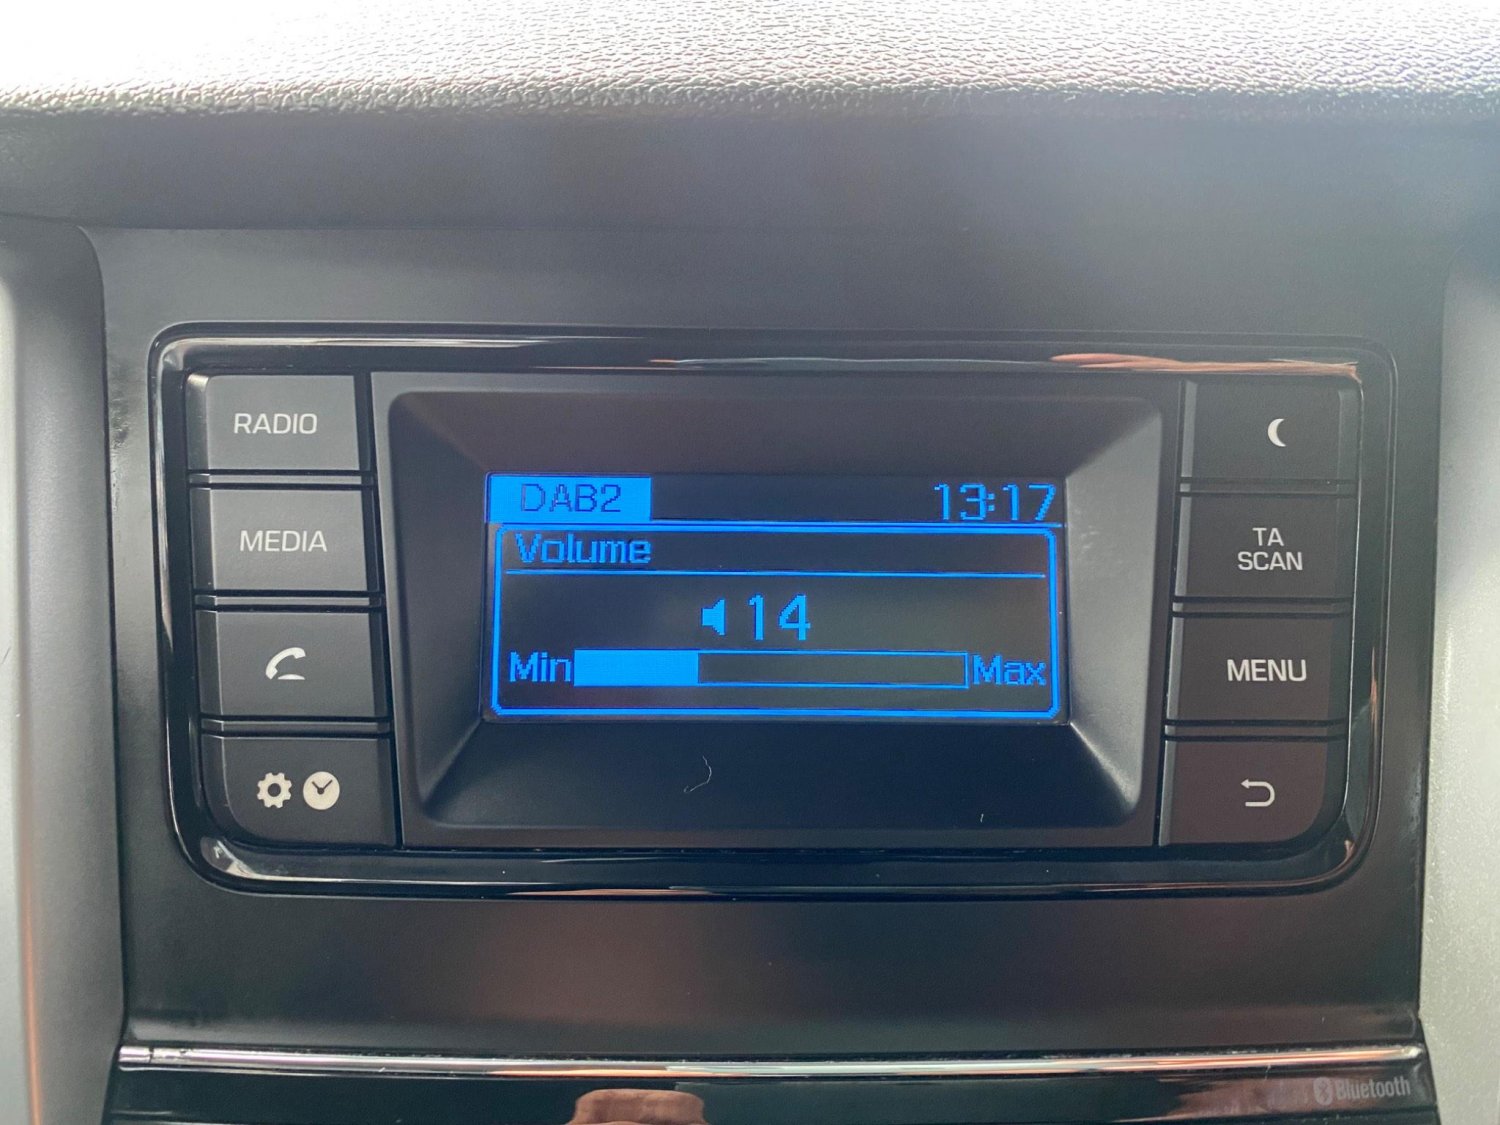 RADIO
MEDIA
DAB2 13:17
Volume
14
Min Max
TA
SCAN
MENU
Bluetooth